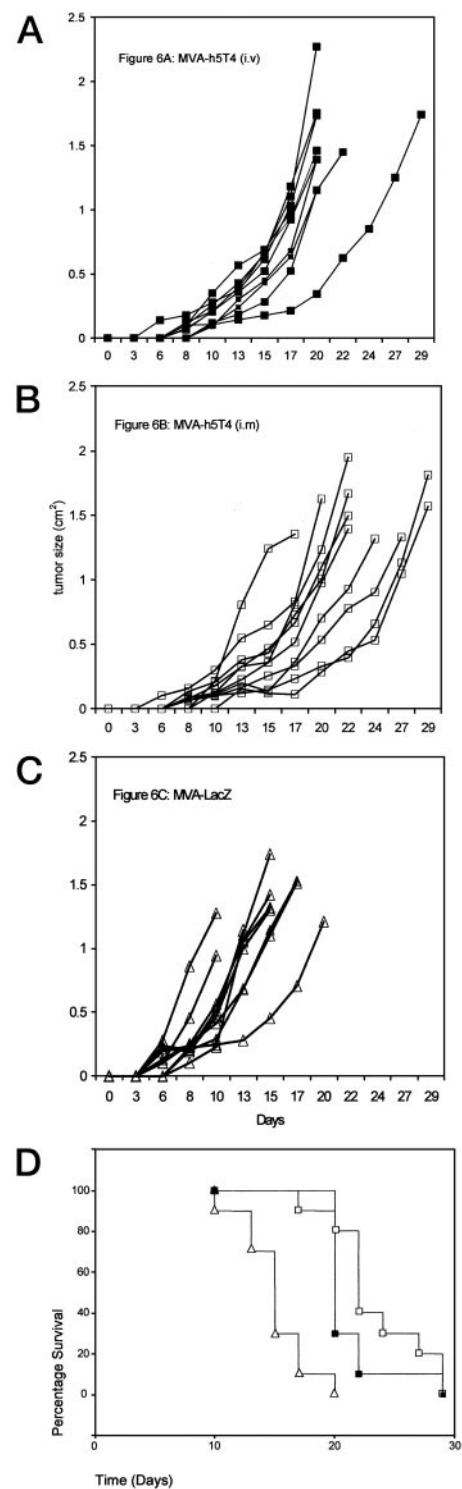 A
Figure 6A: MVA-h5T4 (i.v)
2.5
2
1.5
1
0.5
0
0 3 6 8 10 13 15 17 20 22 24 27 29
B
Figure 6B: MVA-h5T4 (i.m)
tumor size (cm²)
2.5
2
1.5
1
0.5
0
0 3 6 8 10 13 15 17 20 22 24 27 29
C
Figure 6C: MVA-LacZ
2.5
2
1.5
1
0.5
0
0 3 6 8 10 13 15 17 20 22 24 27 29
Days
D
Percentage Survival
100
80
60
40
20
0
0 10 20 30
Time (Days)